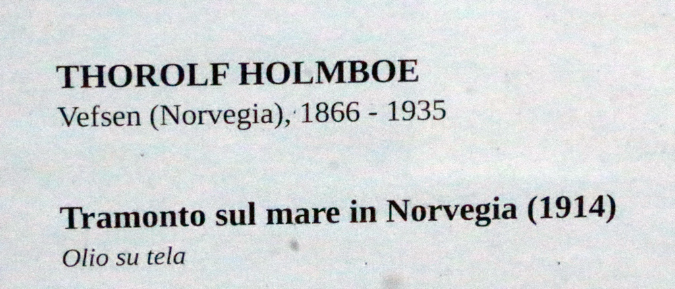 THOROLF HOLMBOE
Vefsen (Norvegia), 1866 - 1935
Tramonto sul mare in Norvegia (1914)
Olio su tela